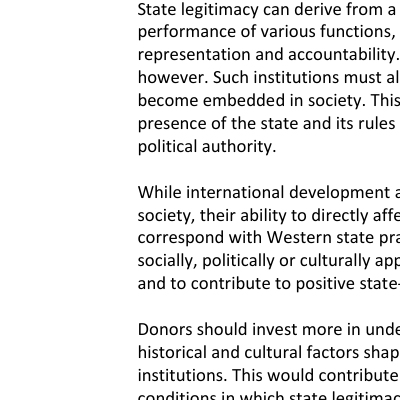 State legitimacy can derive from a
performance of various functions,
representation and accountability.
however. Such institutions must al
become embedded in society. This
presence of the state and its rules
political authority.
While international development a
society, their ability to directly aff
correspond with Western state pra
socially, politically or culturally ap
and to contribute to positive state-
Donors should invest more in unde
historical and cultural factors shap
institutions. This would contribute
conditions in which state legitimac